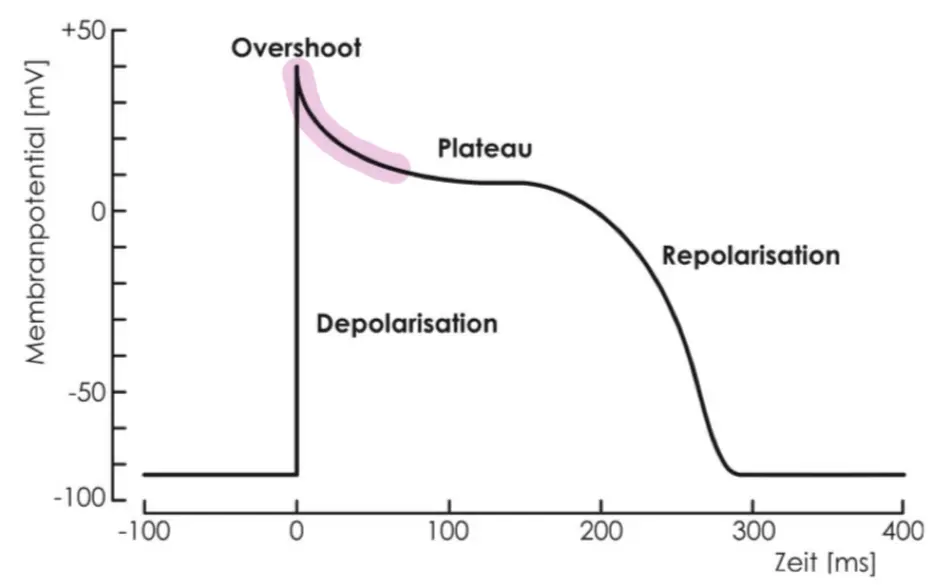 +50
Overshoot
Membranpotential [mV]
Plateau
0
Repolarisation
Depolarisation
-50
-100
-100 0 100 200 300 400
Zeit [ms]